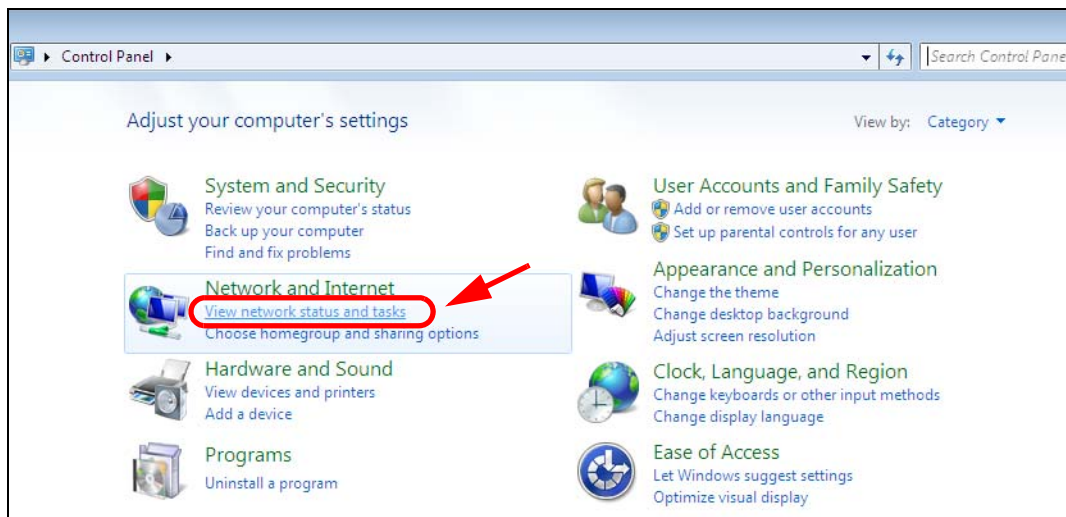 Control Panel
Search Control Pane
Adjust your computer's settings
View by: Category
System and Security
Review your computer's status
Back up your computer
Find and fix problems
Network and Internet
View network status and tasks
Choose homegroup and sharing options
Hardware and Sound
View devices and printers
Add a device
Programs
Uninstall a program
User Accounts and Family Safety
Add or remove user accounts
Set up parental controls for any user
Appearance and Personalization
Change the theme
Change desktop background
Adjust screen resolution
Clock, Language, and Region
Change keyboards or other input methods
Change display language
Ease of Access
Let Windows suggest settings
Optimize visual display